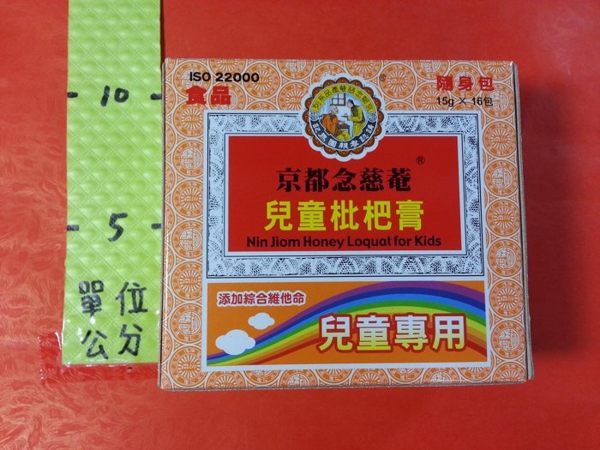 10
5
單位
公分
ISO 22000
食品
隨身包
15g × 16包
京都念慈菴®
兒童枇杷膏
Nin Jiom Honey Loquat for Kids
添加綜合維他命
兒童專用